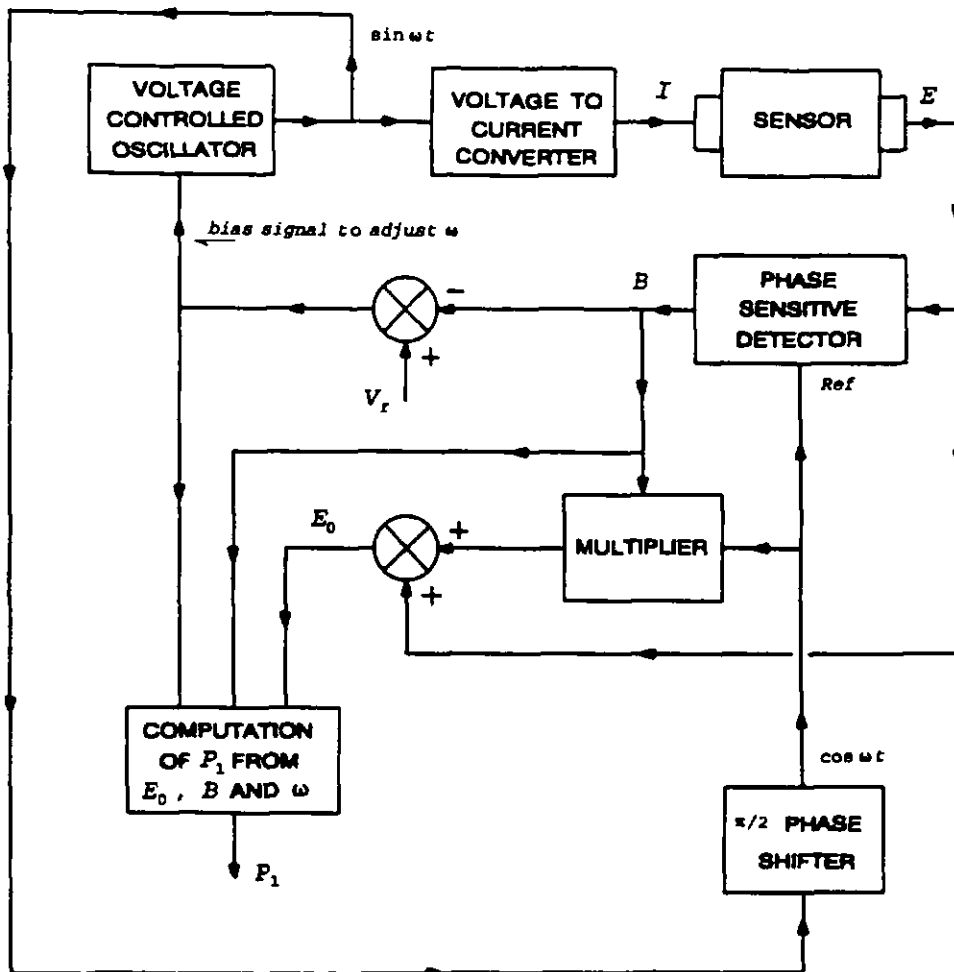 sin ωt
VOLTAGE
CONTROLLED
OSCILLATOR
VOLTAGE TO
CURRENT
CONVERTER
I
SENSOR
E
bias signal to adjust ω
B
PHASE
SENSITIVE
DETECTOR
Ref
−
+
V_r
E_0
+
+
MULTIPLIER
COMPUTATION
OF P_1 FROM
E_0 , B AND ω
P_1
cos ωt
π/2 PHASE
SHIFTER